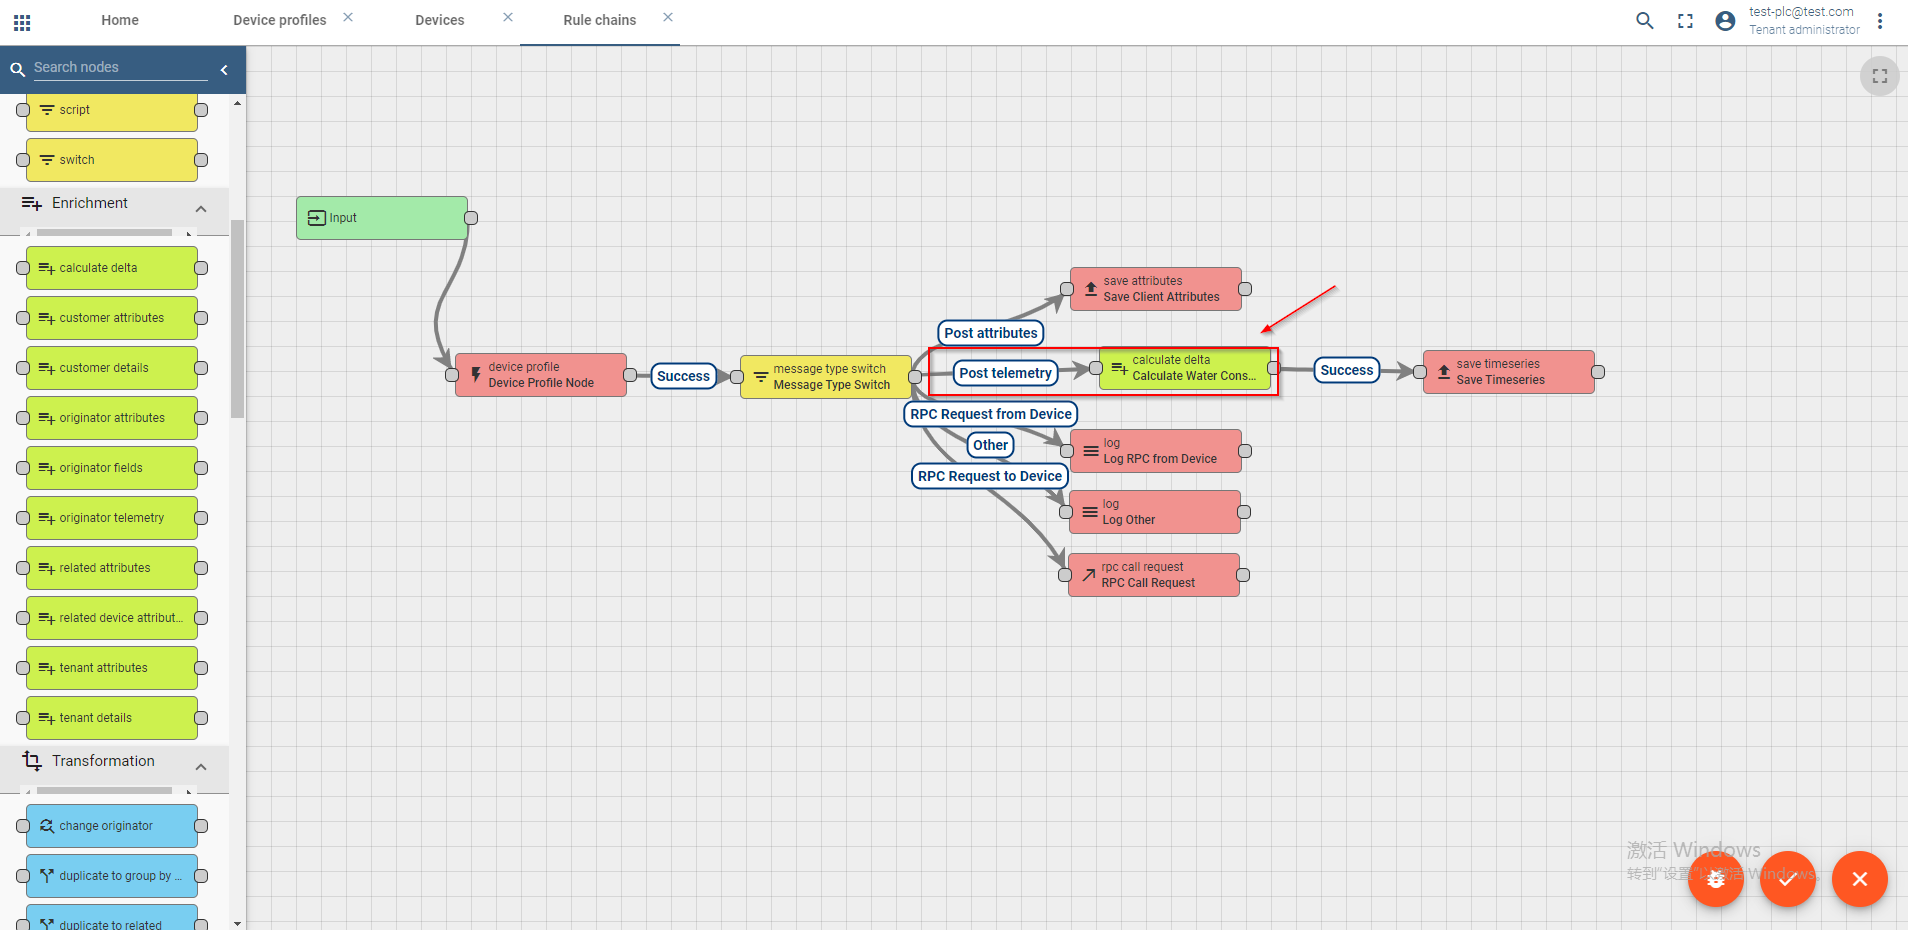 Home
Device profiles
Devices
Rule chains
test-plc@test.com
Tenant administrator
Search nodes
script
switch
Enrichment
calculate delta
customer attributes
customer details
originator attributes
originator fields
originator telemetry
related attributes
related device attribut...
tenant attributes
tenant details
Transformation
change originator
duplicate to group by ...
duplicate to related
Input
device profile
Device Profile Node
Success
message type switch
Message Type Switch
Post attributes
save attributes
Save Client Attributes
Post telemetry
calculate delta
Calculate Water Cons...
Success
save timeseries
Save Timeseries
RPC Request from Device
log
Log RPC from Device
Other
log
Log Other
RPC Request to Device
rpc call request
RPC Call Request
激活 Windows
转到"设置"以激活 Windows。